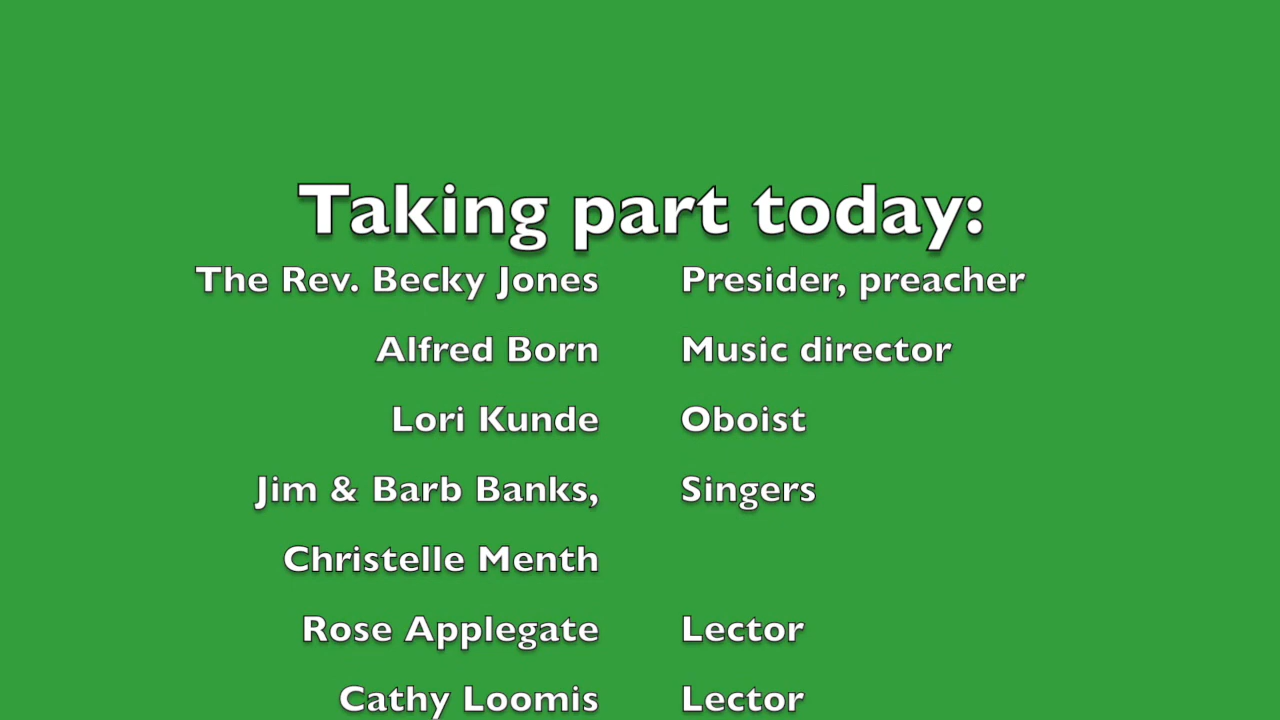 Taking part today:
The Rev. Becky Jones Presider, preacher
Alfred Born Music director
Lori Kunde Oboist
Jim & Barb Banks, Singers
Christelle Menth
Rose Applegate Lector
Cathy Loomis Lector